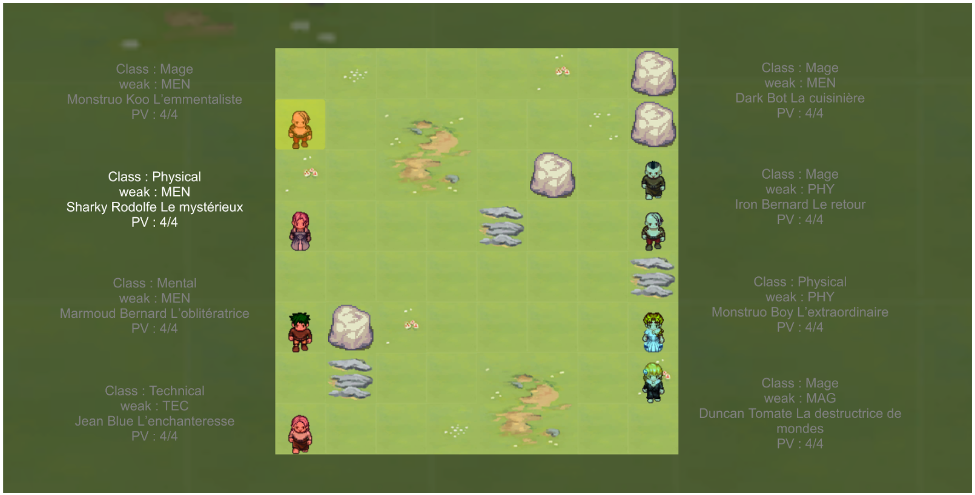 Class : Mage
weak : MEN
Monstruo Koo L'emmentaliste
PV : 4/4
Class : Physical
weak : MEN
Sharky Rodolfe Le mystérieux
PV : 4/4
Class : Mental
weak : MEN
Marmoud Bernard L'oblitératrice
PV : 4/4
Class : Technical
weak : TEC
Jean Blue L'enchanteresse
PV : 4/4
Class : Mage
weak : MEN
Dark Bot La cuisinière
PV : 4/4
Class : Mage
weak : PHY
Iron Bernard Le retour
PV : 4/4
Class : Physical
weak : PHY
Monstruo Boy L'extraordinaire
PV : 4/4
Class : Mage
weak : MAG
Duncan Tomate La destructrice de
mondes
PV : 4/4